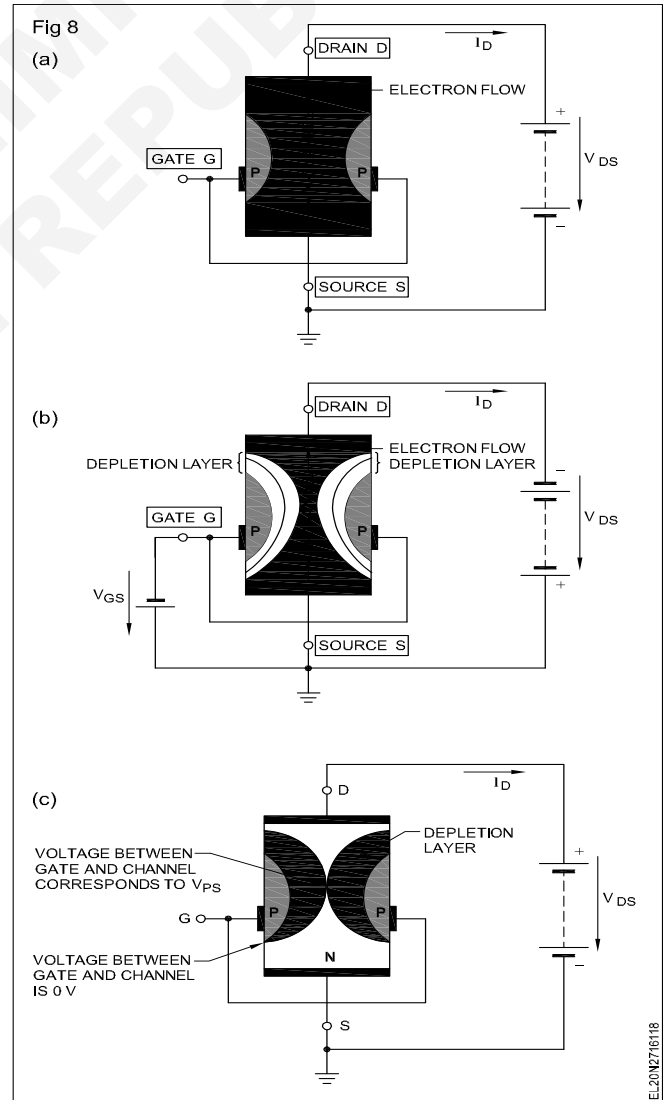 Fig 8
(a)
I_D
DRAIN D
ELECTRON FLOW
+
GATE G
P
P
V_DS
–
SOURCE S
(b)
I_D
DRAIN D
ELECTRON FLOW
DEPLETION LAYER
DEPLETION LAYER
–
GATE G
P
P
V_DS
V_GS
+
SOURCE S
(c)
I_D
D
DEPLETION
LAYER
+
VOLTAGE BETWEEN
GATE AND CHANNEL
CORRESPONDS TO V_PS
P
P
V_DS
G
–
VOLTAGE BETWEEN
GATE AND CHANNEL
IS 0 V
N
S
EL20N2716118
REPUB